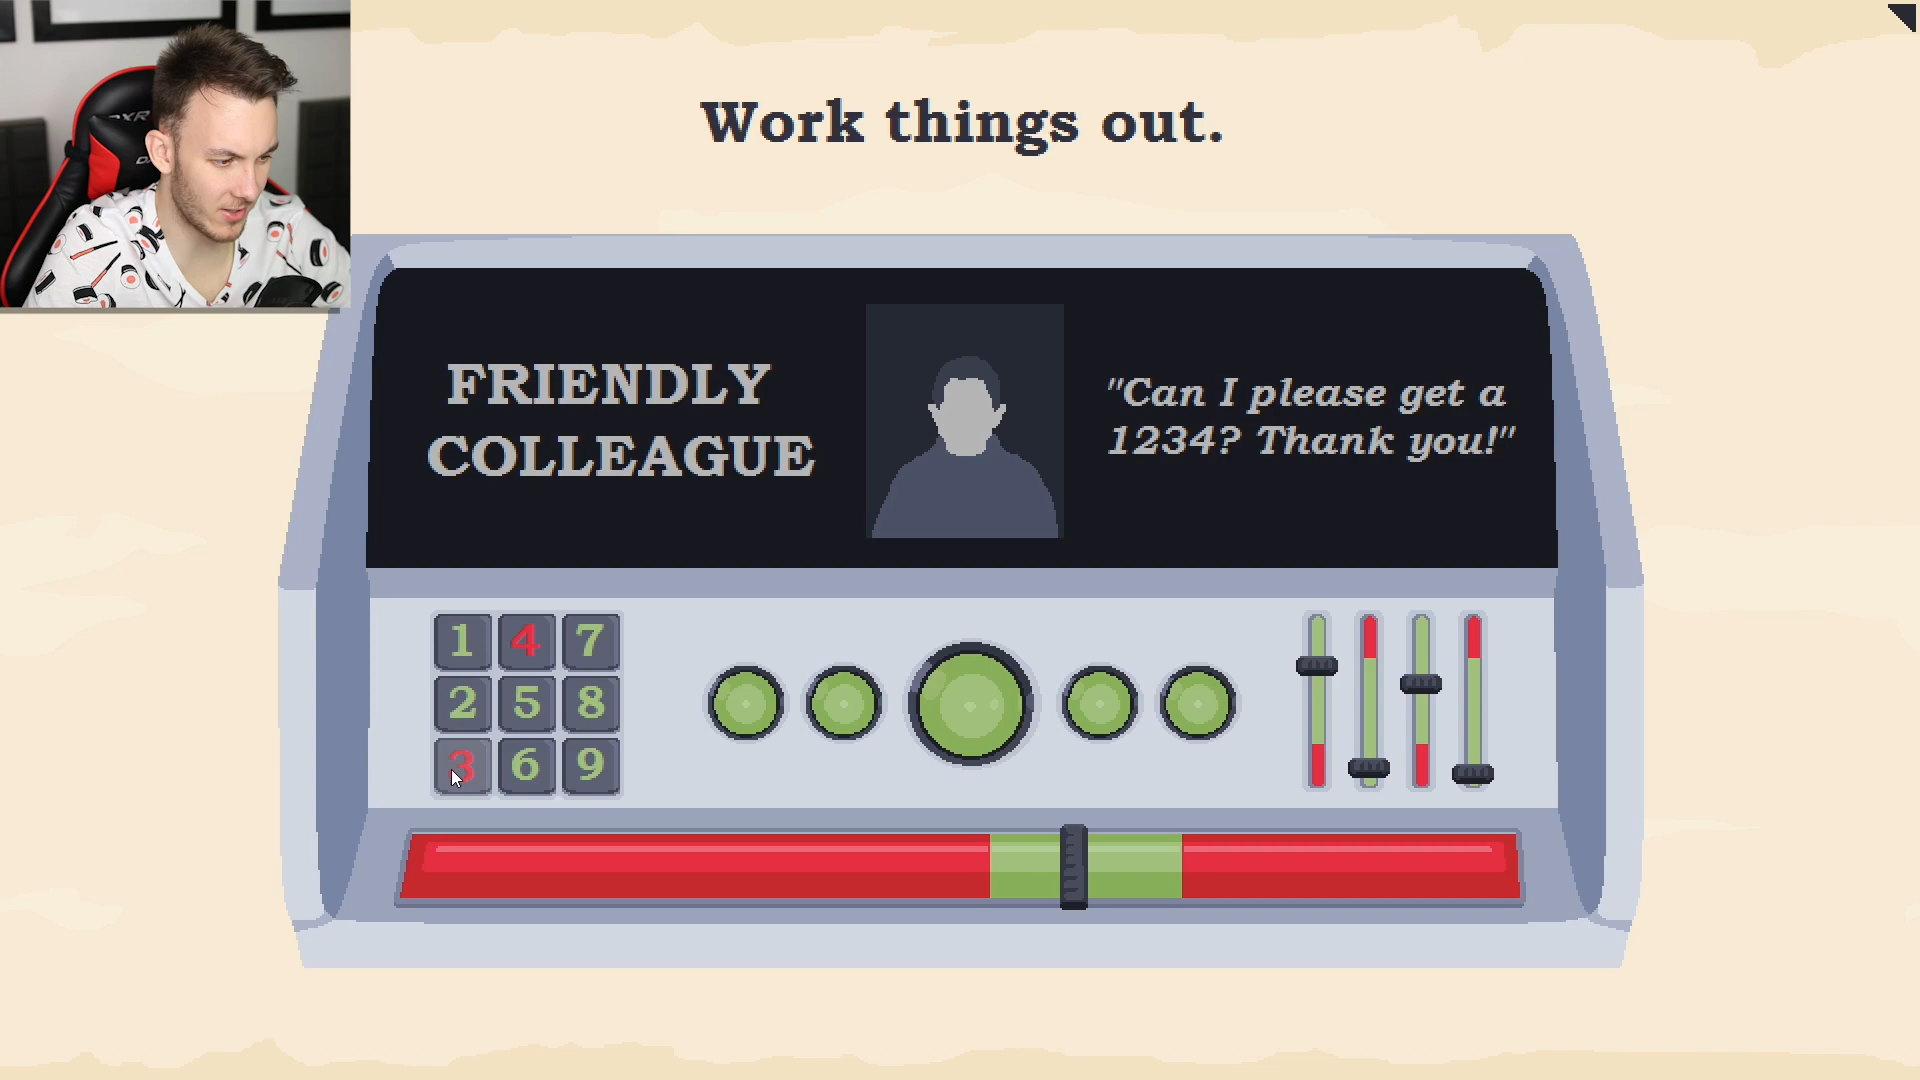 Work things out.
FRIENDLY
COLLEAGUE
"Can I please get a
1234? Thank you!"
1 4 7
2 5 8
3 6 9